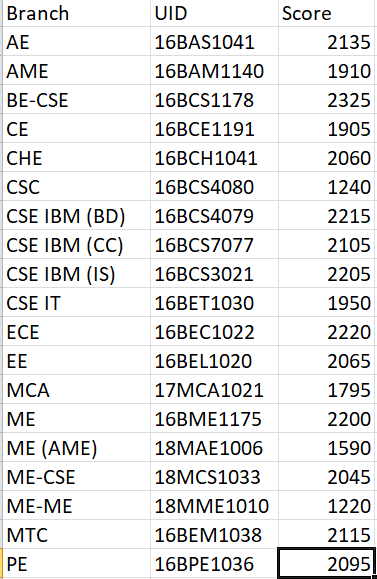 Branch UID Score
AE 16BAS1041 2135
AME 16BAM1140 1910
BE-CSE 16BCS1178 2325
CE 16BCE1191 1905
CHE 16BCH1041 2060
CSC 16BCS4080 1240
CSE IBM (BD) 16BCS4079 2215
CSE IBM (CC) 16BCS7077 2105
CSE IBM (IS) 16BCS3021 2205
CSE IT 16BET1030 1950
ECE 16BEC1022 2220
EE 16BEL1020 2065
MCA 17MCA1021 1795
ME 16BME1175 2200
ME (AME) 18MAE1006 1590
ME-CSE 18MCS1033 2045
ME-ME 18MME1010 1220
MTC 16BEM1038 2115
PE 16BPE1036 2095